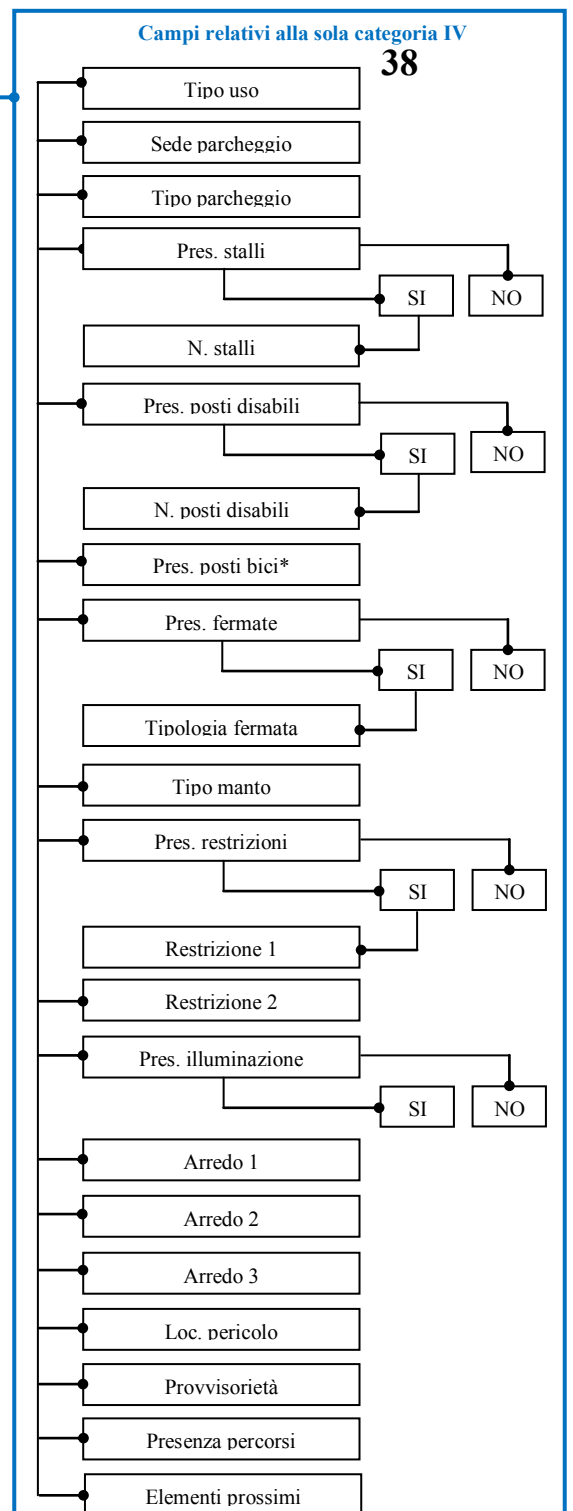 Campi relativi alla sola categoria IV
38
Tipo uso
Sede parcheggio
Tipo parcheggio
Pres. stalli
SI
NO
N. stalli
Pres. posti disabili
SI
NO
N. posti disabili
Pres. posti bici*
Pres. fermate
SI
NO
Tipologia fermata
Tipo manto
Pres. restrizioni
SI
NO
Restrizione 1
Restrizione 2
Pres. illuminazione
SI
NO
Arredo 1
Arredo 2
Arredo 3
Loc. pericolo
Provvisorietà
Presenza percorsi
Elementi prossimi